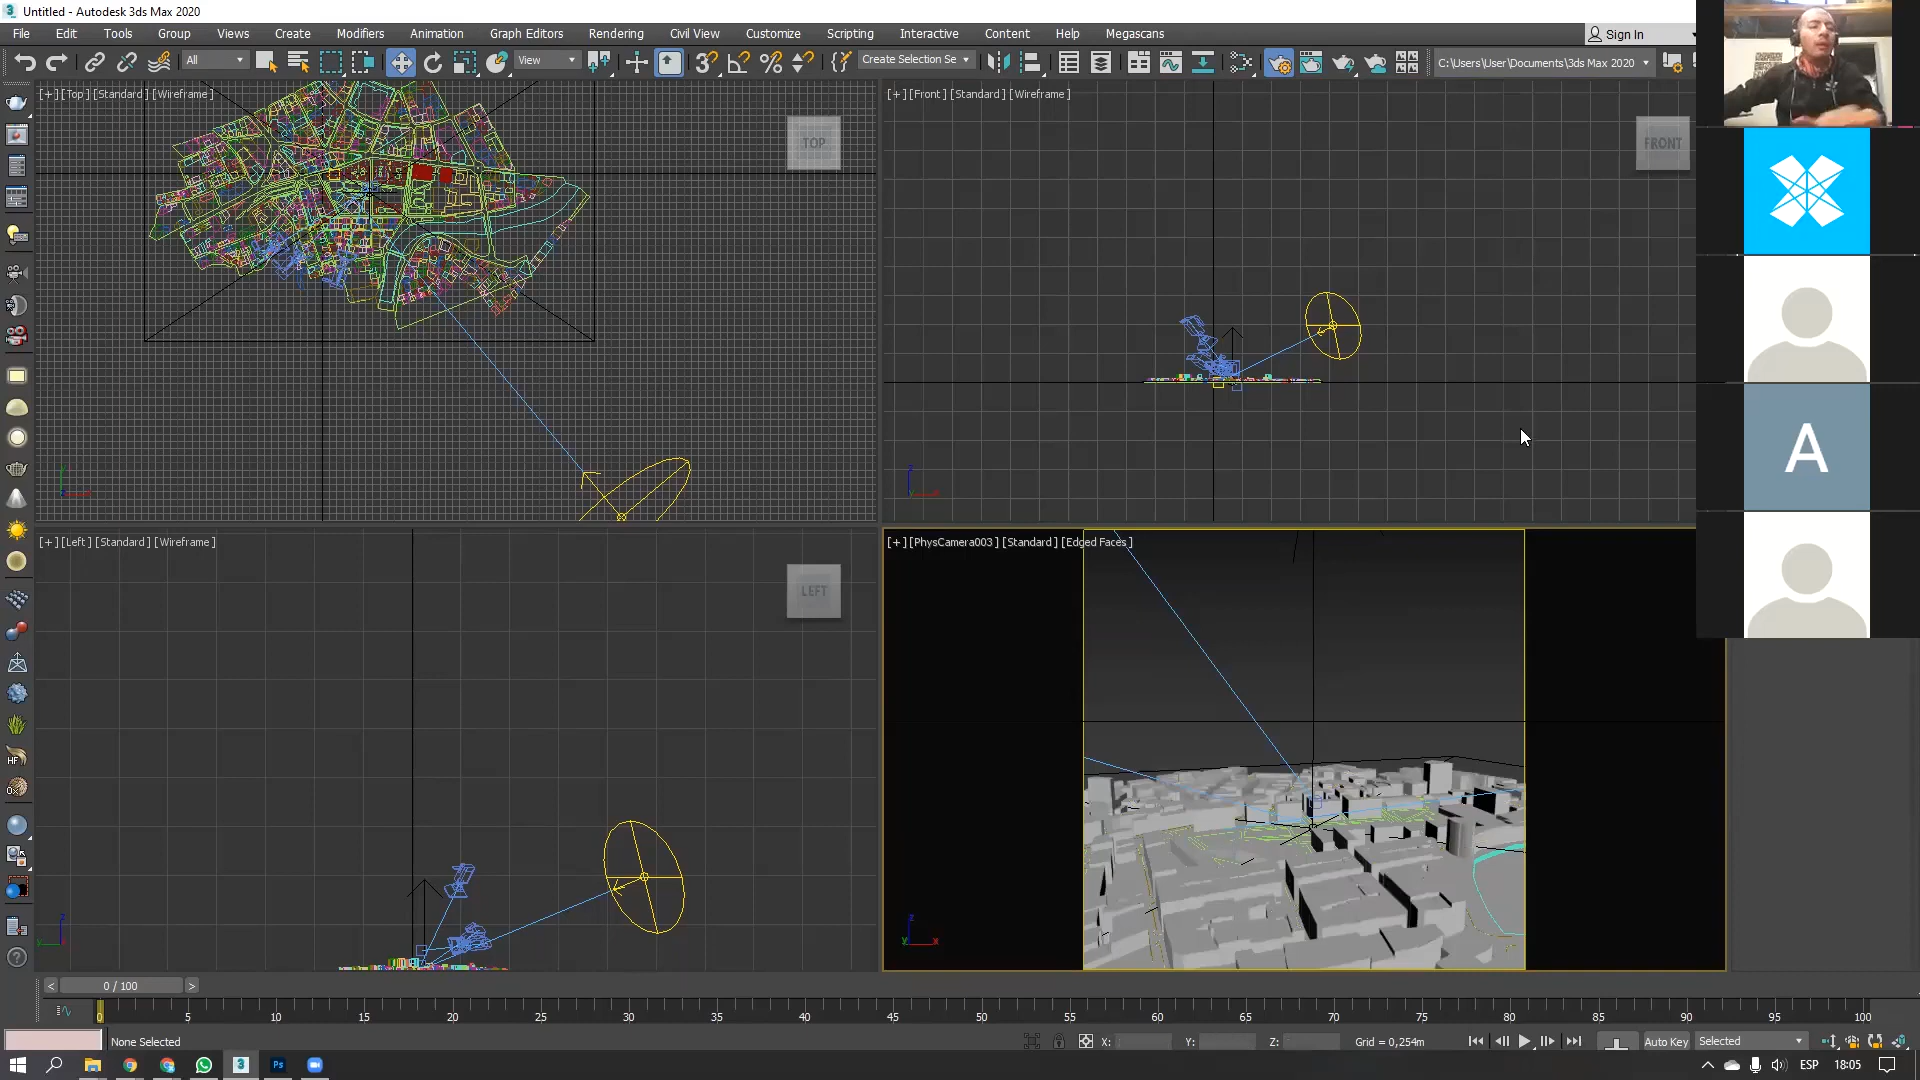 Untitled - Autodesk 3ds Max 2020
File Edit Tools Group Views Create Modifiers Animation Graph Editors Rendering Civil View Customize Scripting Interactive Content Help Megascans
Sign In
All
View
Create Selection Se
C:\Users\User\Documents\3ds Max 2020
[+] [Top] [Standard] [Wireframe]
TOP
[+] [Front] [Standard] [Wireframe]
FRONT
A
[+] [Left] [Standard] [Wireframe]
LEFT
[+] [PhysCamera003] [Standard] [Edged Faces]
HF
< 0 / 100 >
0 5 10 15 20 25 30 35 40 45 50 55 60 65 70 75 80 85 90 95 100
None Selected
X: Y: Z: Grid = 0,254m
Auto Key Selected
3 Ps
ESP 18:05